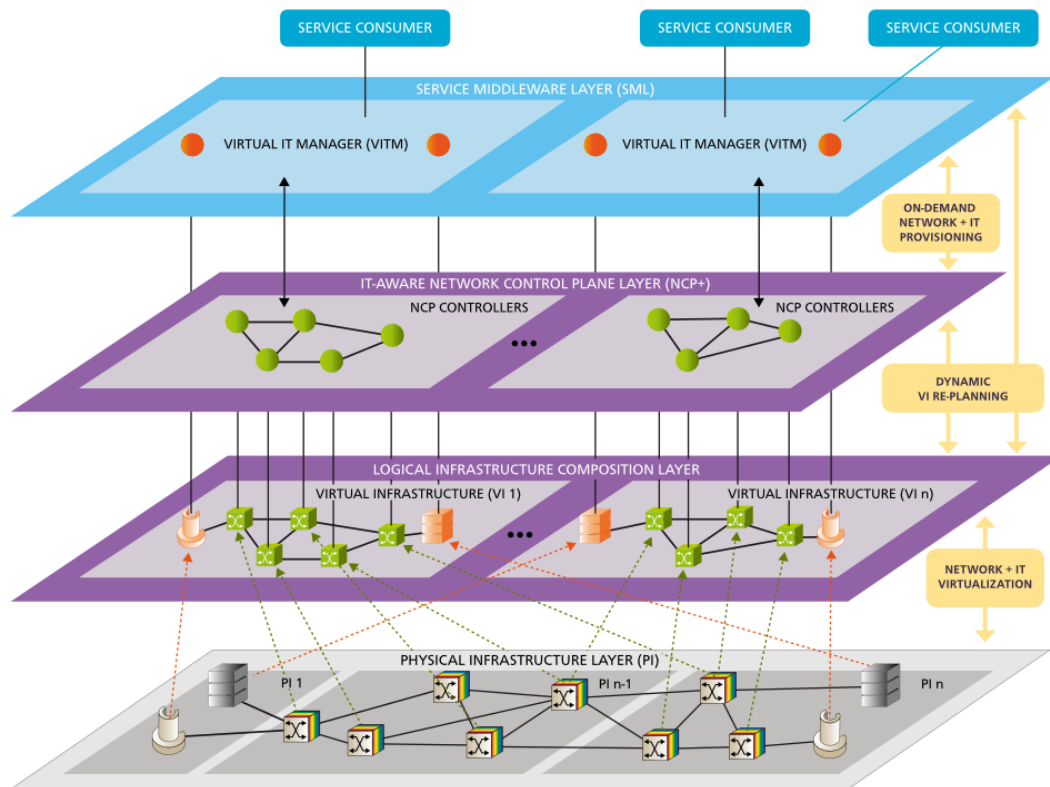 SERVICE CONSUMER
SERVICE CONSUMER
SERVICE CONSUMER
SERVICE MIDDLEWARE LAYER (SML)
VIRTUAL IT MANAGER (VITM)
VIRTUAL IT MANAGER (VITM)
ON-DEMAND
NETWORK + IT
PROVISIONING
IT-AWARE NETWORK CONTROL PLANE LAYER (NCP+)
NCP CONTROLLERS
NCP CONTROLLERS
•••
DYNAMIC
VI RE-PLANNING
LOGICAL INFRASTRUCTURE COMPOSITION LAYER
VIRTUAL INFRASTRUCTURE (VI 1)
VIRTUAL INFRASTRUCTURE (VI n)
•••
NETWORK + IT
VIRTUALIZATION
PHYSICAL INFRASTRUCTURE LAYER (PI)
PI 1
PI n-1
PI n